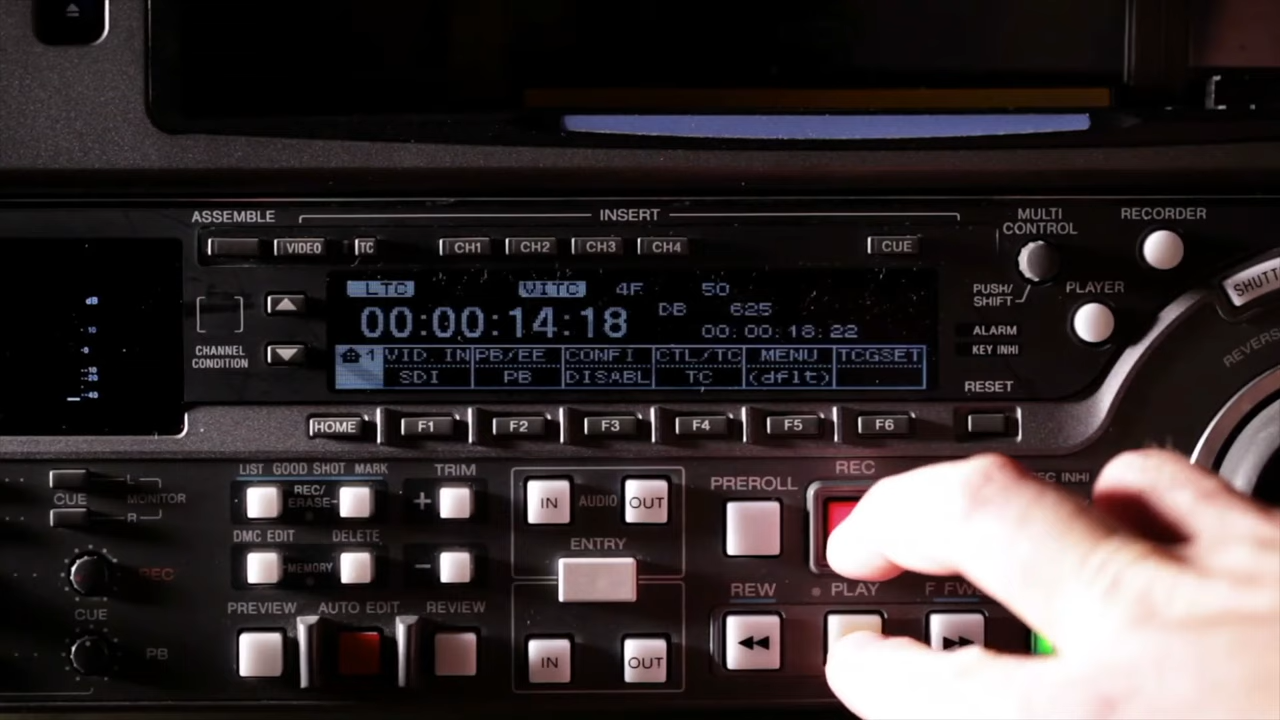 ASSEMBLE INSERT
MULTI CONTROL RECORDER
VIDEO TC CH1 CH2 CH3 CH4 CUE
LTC VITC 4F 50
DB 625
00:00:14:18 00:00:18:22
PUSH/SHIFT PLAYER
ALARM
KEY INHI
dB
CHANNEL CONDITION
1 VID. IN PB/EE CONFI CTL/TC MENU TCGSET
SDI PB DISABL TC (dflt)
RESET
HOME F1 F2 F3 F4 F5 F6
LIST GOOD SHOT MARK TRIM
REC/ERASE +
CUE L MONITOR R
IN AUDIO OUT
PREROLL REC
DMC EDIT DELETE
MEMORY −
ENTRY
REC
CUE
PB
PREVIEW AUTO EDIT REVIEW
IN OUT
REW PLAY